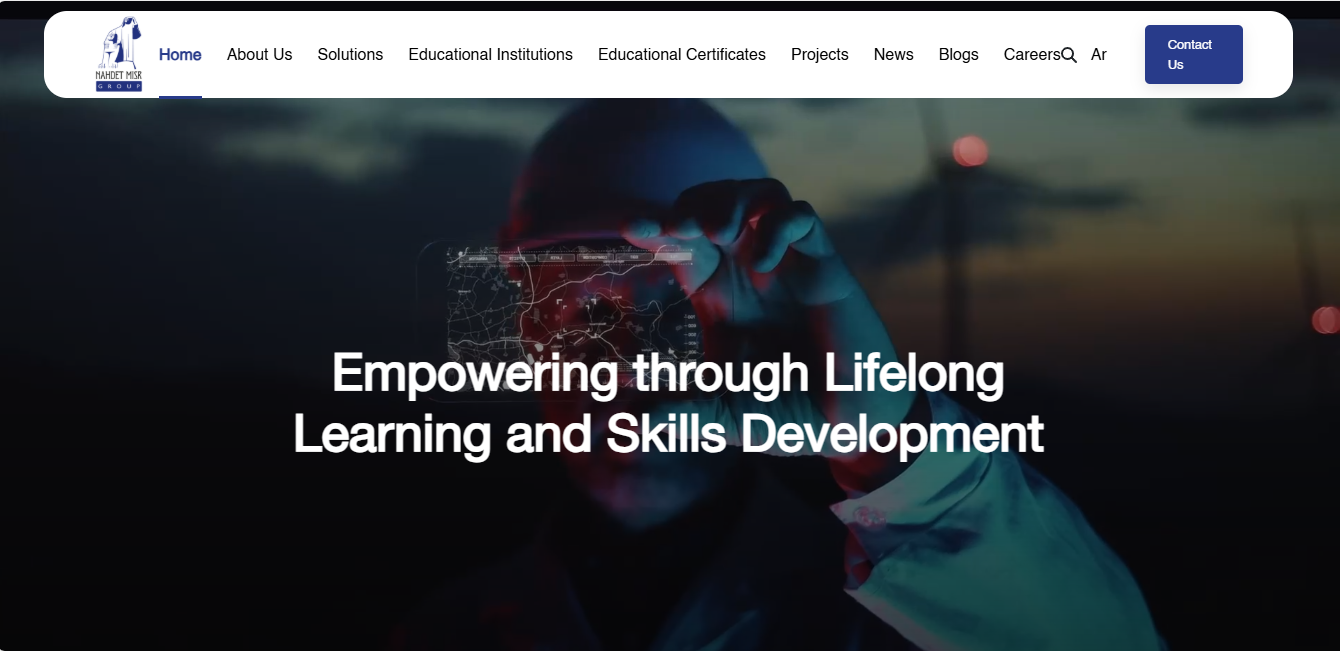 NAHDET MISR
GROUP
Home
About Us
Solutions
Educational Institutions
Educational Certificates
Projects
News
Blogs
Careers
Ar
Contact
Us
Empowering through Lifelong
Learning and Skills Development